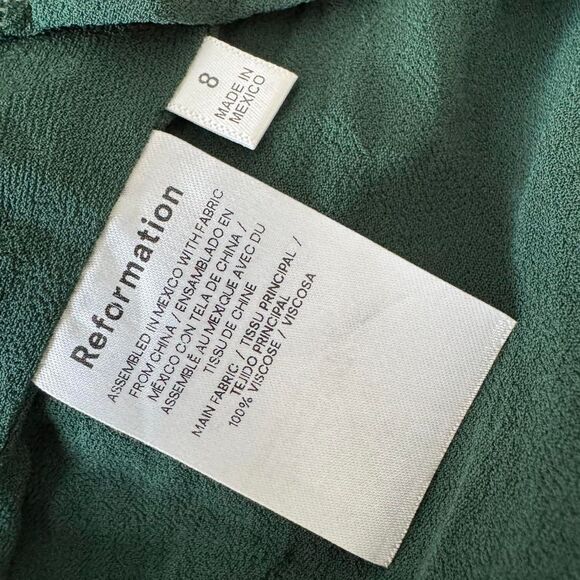 8
MADE IN
MEXICO
Reformation
ASSEMBLED IN MEXICO WITH FABRIC
FROM CHINA / ENSAMBLADO EN
MÉXICO CON TELA DE CHINA /
ASSEMBLÉ AU MEXIQUE AVEC DU
TISSU DE CHINE
MAIN FABRIC / TISSU PRINCIPAL /
TEJIDO PRINCIPAL
100% VISCOSE / VISCOSA